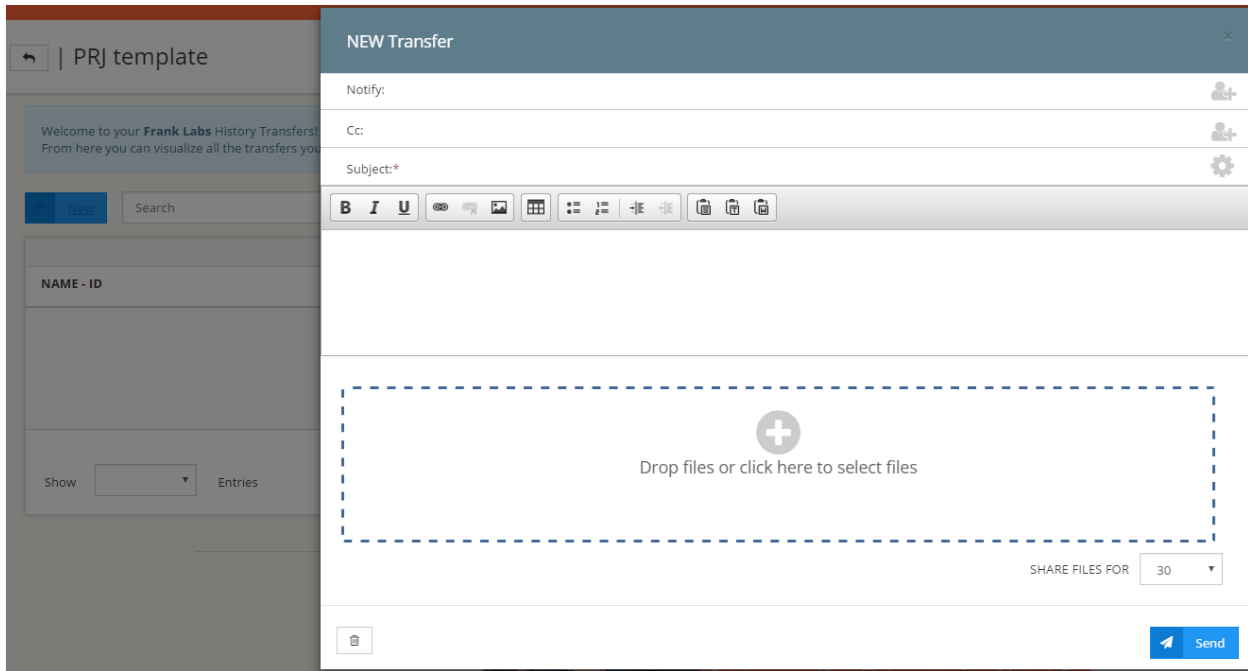 | PRJ template
Welcome to your Frank Labs History Transfers!
From here you can visualize all the transfers you
New
Search
NAME - ID
Show
Entries
NEW Transfer
Notify:
Cc:
Subject:*
B I U
Drop files or click here to select files
SHARE FILES FOR 30
Send